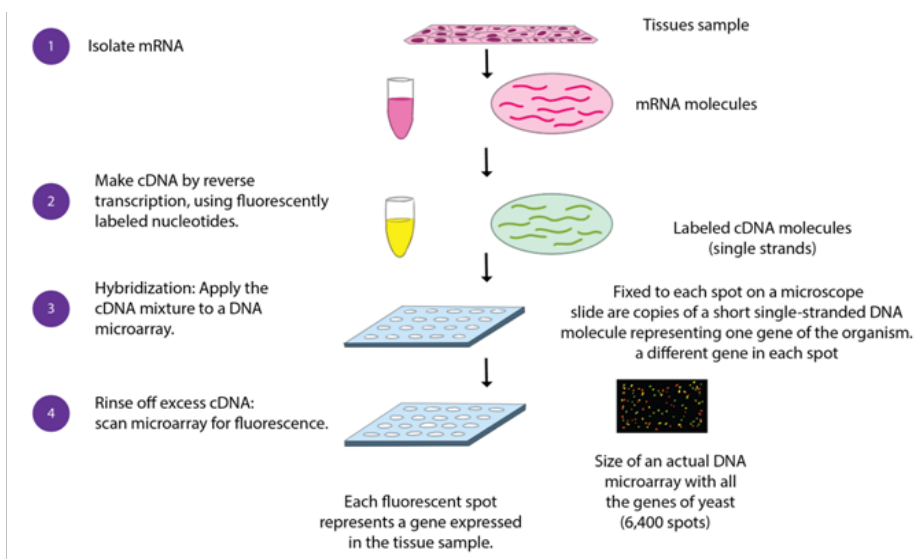 Tissues sample
1
Isolate mRNA
mRNA molecules
2
Make cDNA by reverse
transcription, using fluorescently
labeled nucleotides.
Labeled cDNA molecules
(single strands)
3
Hybridization: Apply the
cDNA mixture to a DNA
microarray.
Fixed to each spot on a microscope
slide are copies of a short single-stranded DNA
molecule representing one gene of the organism.
a different gene in each spot
4
Rinse off excess cDNA:
scan microarray for fluorescence.
Size of an actual DNA
microarray with all
the genes of yeast
(6,400 spots)
Each fluorescent spot
represents a gene expressed
in the tissue sample.